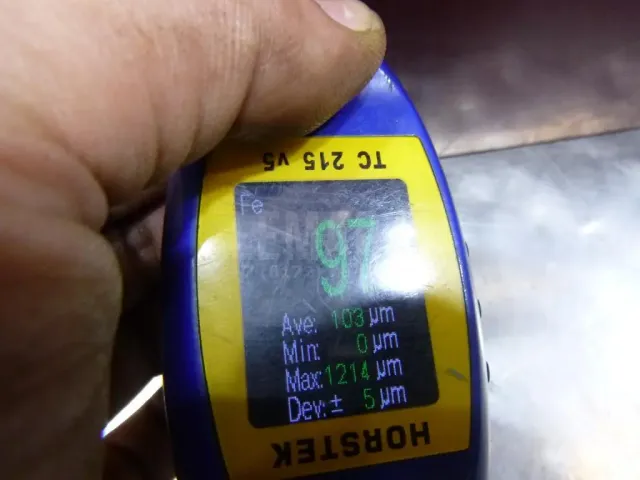 TC 215 v5
Fe
97
Ave: 103 µm
Min: 0 µm
Max: 1214 µm
Dev: ± 5 µm
HORSTEK